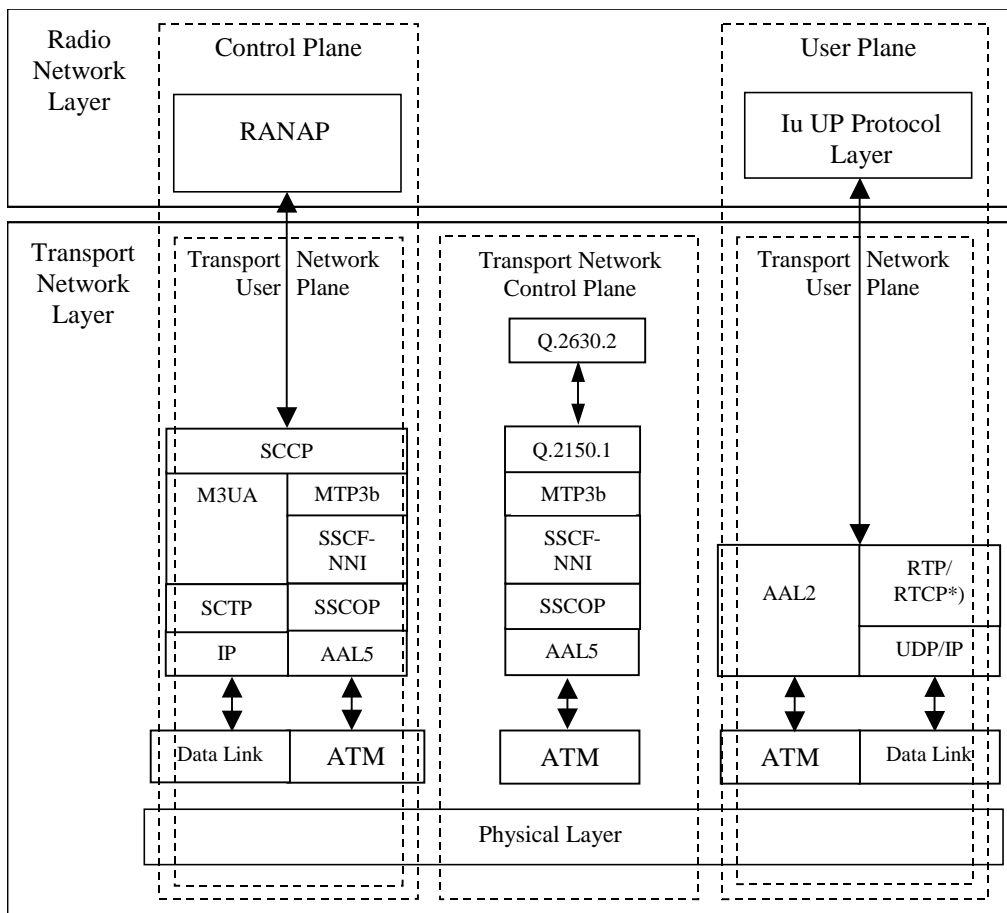 Radio
Network
Layer
Control Plane
RANAP
User Plane
Iu UP Protocol
Layer
Transport
Network
Layer
Transport Network
User Plane
SCCP
M3UA
SCTP
IP
MTP3b
SSCF-
NNI
SSCOP
AAL5
Data Link
ATM
Transport Network
Control Plane
Q.2630.2
Q.2150.1
MTP3b
SSCF-
NNI
SSCOP
AAL5
ATM
Transport Network
User Plane
AAL2
RTP/
RTCP*)
UDP/IP
ATM
Data Link
Physical Layer